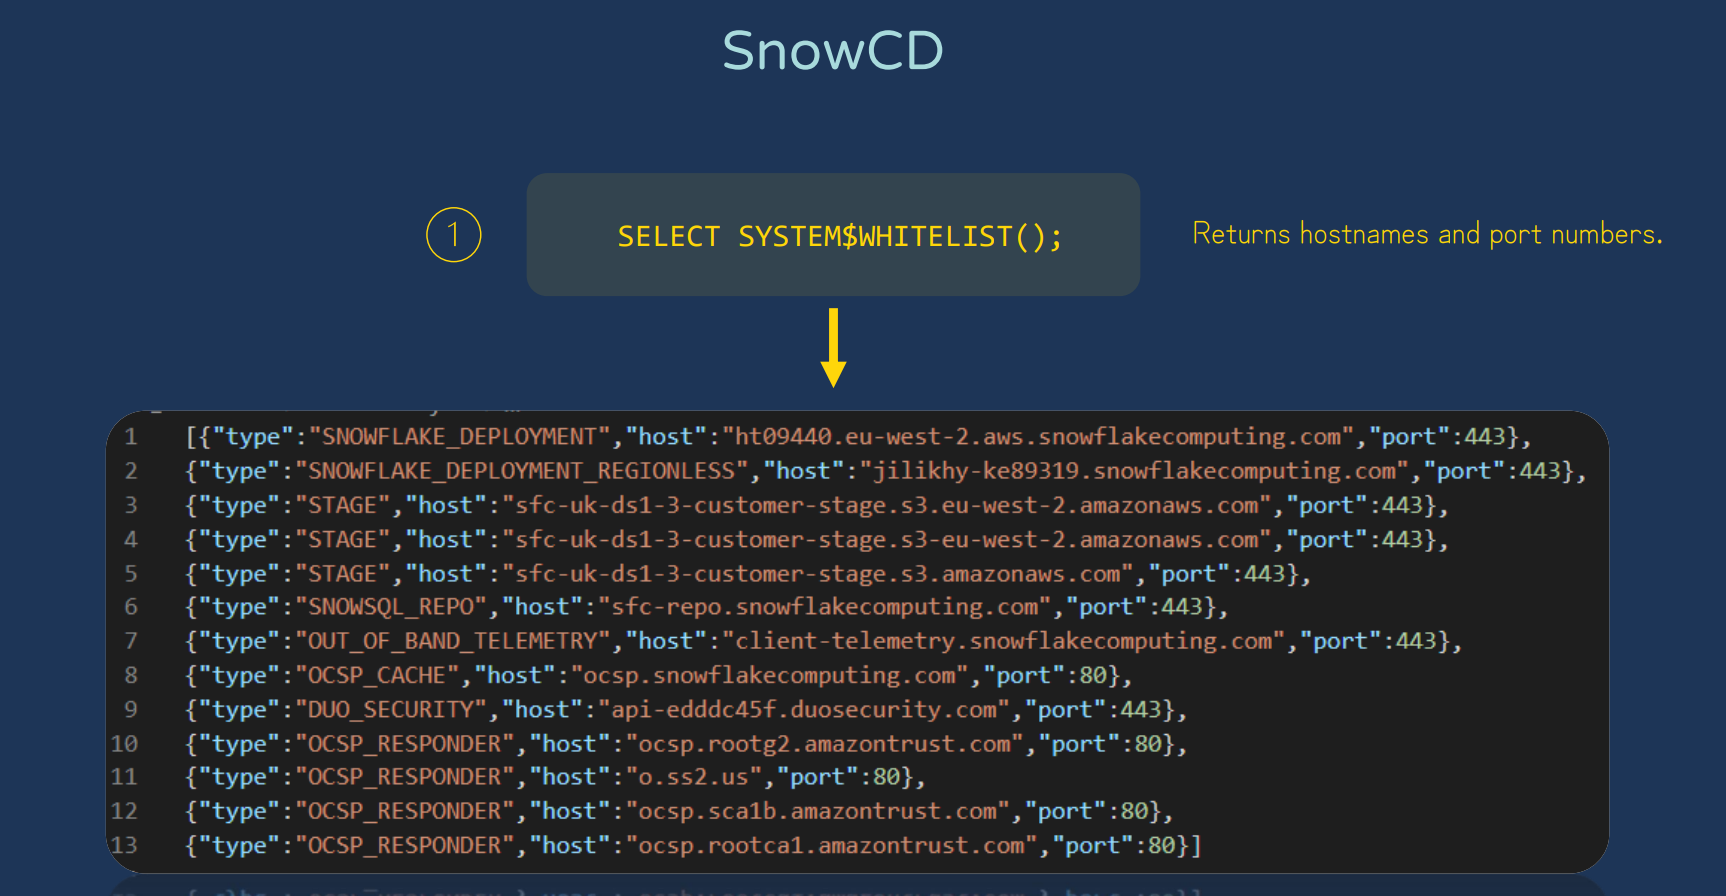 SnowCD
1
SELECT SYSTEM$WHITELIST();
Returns hostnames and port numbers.
1 [{"type":"SNOWFLAKE_DEPLOYMENT","host":"ht09440.eu-west-2.aws.snowflakecomputing.com","port":443},
2 {"type":"SNOWFLAKE_DEPLOYMENT_REGIONLESS","host":"jilikhy-ke89319.snowflakecomputing.com","port":443},
3 {"type":"STAGE","host":"sfc-uk-ds1-3-customer-stage.s3.eu-west-2.amazonaws.com","port":443},
4 {"type":"STAGE","host":"sfc-uk-ds1-3-customer-stage.s3-eu-west-2.amazonaws.com","port":443},
5 {"type":"STAGE","host":"sfc-uk-ds1-3-customer-stage.s3.amazonaws.com","port":443},
6 {"type":"SNOWSQL_REPO","host":"sfc-repo.snowflakecomputing.com","port":443},
7 {"type":"OUT_OF_BAND_TELEMETRY","host":"client-telemetry.snowflakecomputing.com","port":443},
8 {"type":"OCSP_CACHE","host":"ocsp.snowflakecomputing.com","port":80},
9 {"type":"DUO_SECURITY","host":"api-edddc45f.duosecurity.com","port":443},
10 {"type":"OCSP_RESPONDER","host":"ocsp.rootg2.amazontrust.com","port":80},
11 {"type":"OCSP_RESPONDER","host":"o.ss2.us","port":80},
12 {"type":"OCSP_RESPONDER","host":"ocsp.sca1b.amazontrust.com","port":80},
13 {"type":"OCSP_RESPONDER","host":"ocsp.rootca1.amazontrust.com","port":80}]